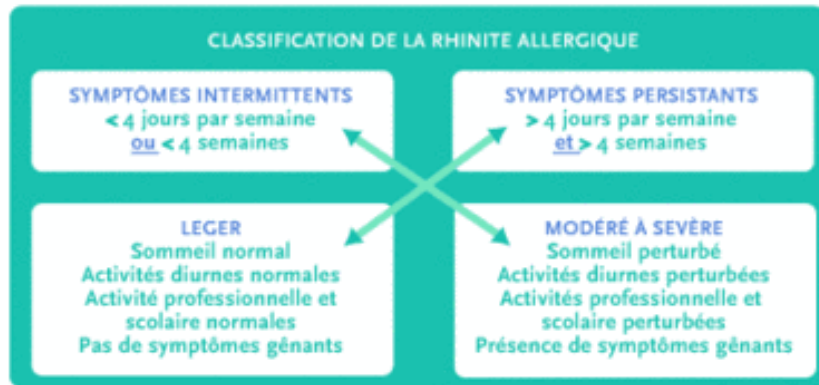 CLASSIFICATION DE LA RHINITE ALLERGIQUE
SYMPTÔMES INTERMITTENTS
< 4 jours par semaine
ou < 4 semaines
SYMPTÔMES PERSISTANTS
> 4 jours par semaine
et > 4 semaines
LEGER
Sommeil normal
Activités diurnes normales
Activité professionnelle et
scolaire normales
Pas de symptômes gênants
MODÉRÉ À SEVÈRE
Sommeil perturbé
Activités diurnes perturbées
Activités professionnelle et
scolaire perturbées
Présence de symptômes gênants